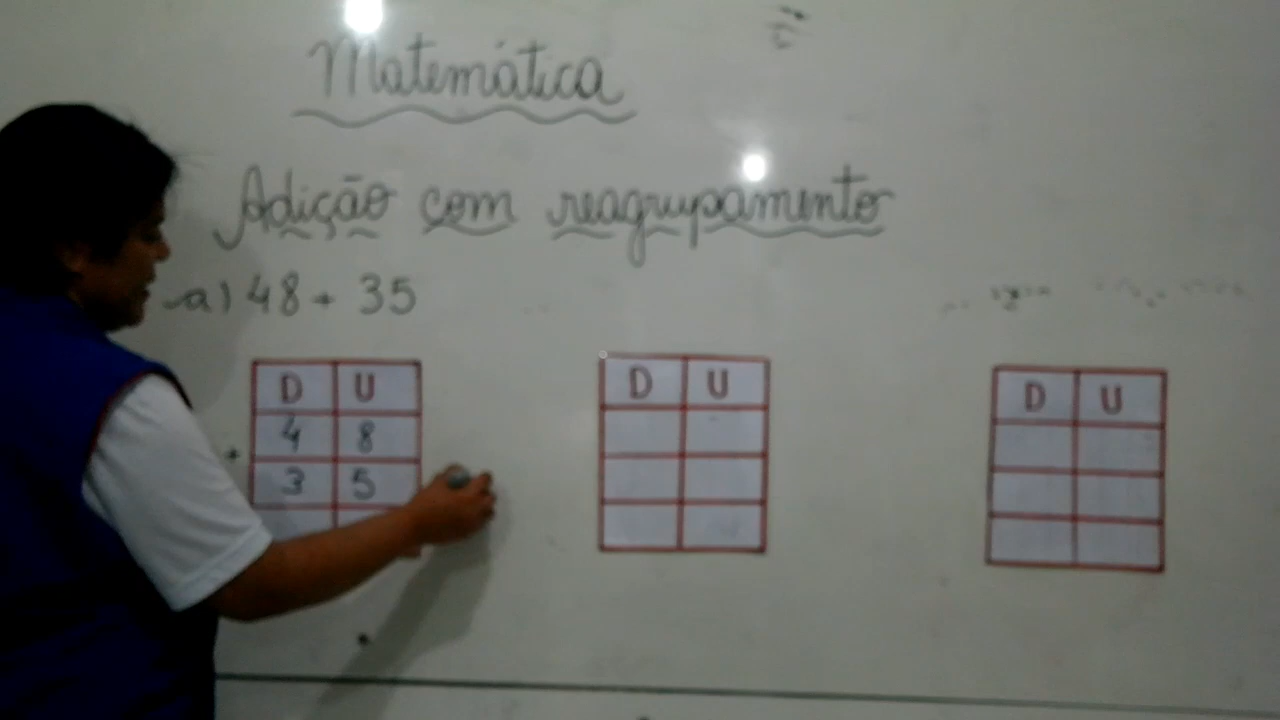 Matemática
Adição com reagrupamento
a) 48 + 35
D U
4 8
+ 3 5
D U
D U